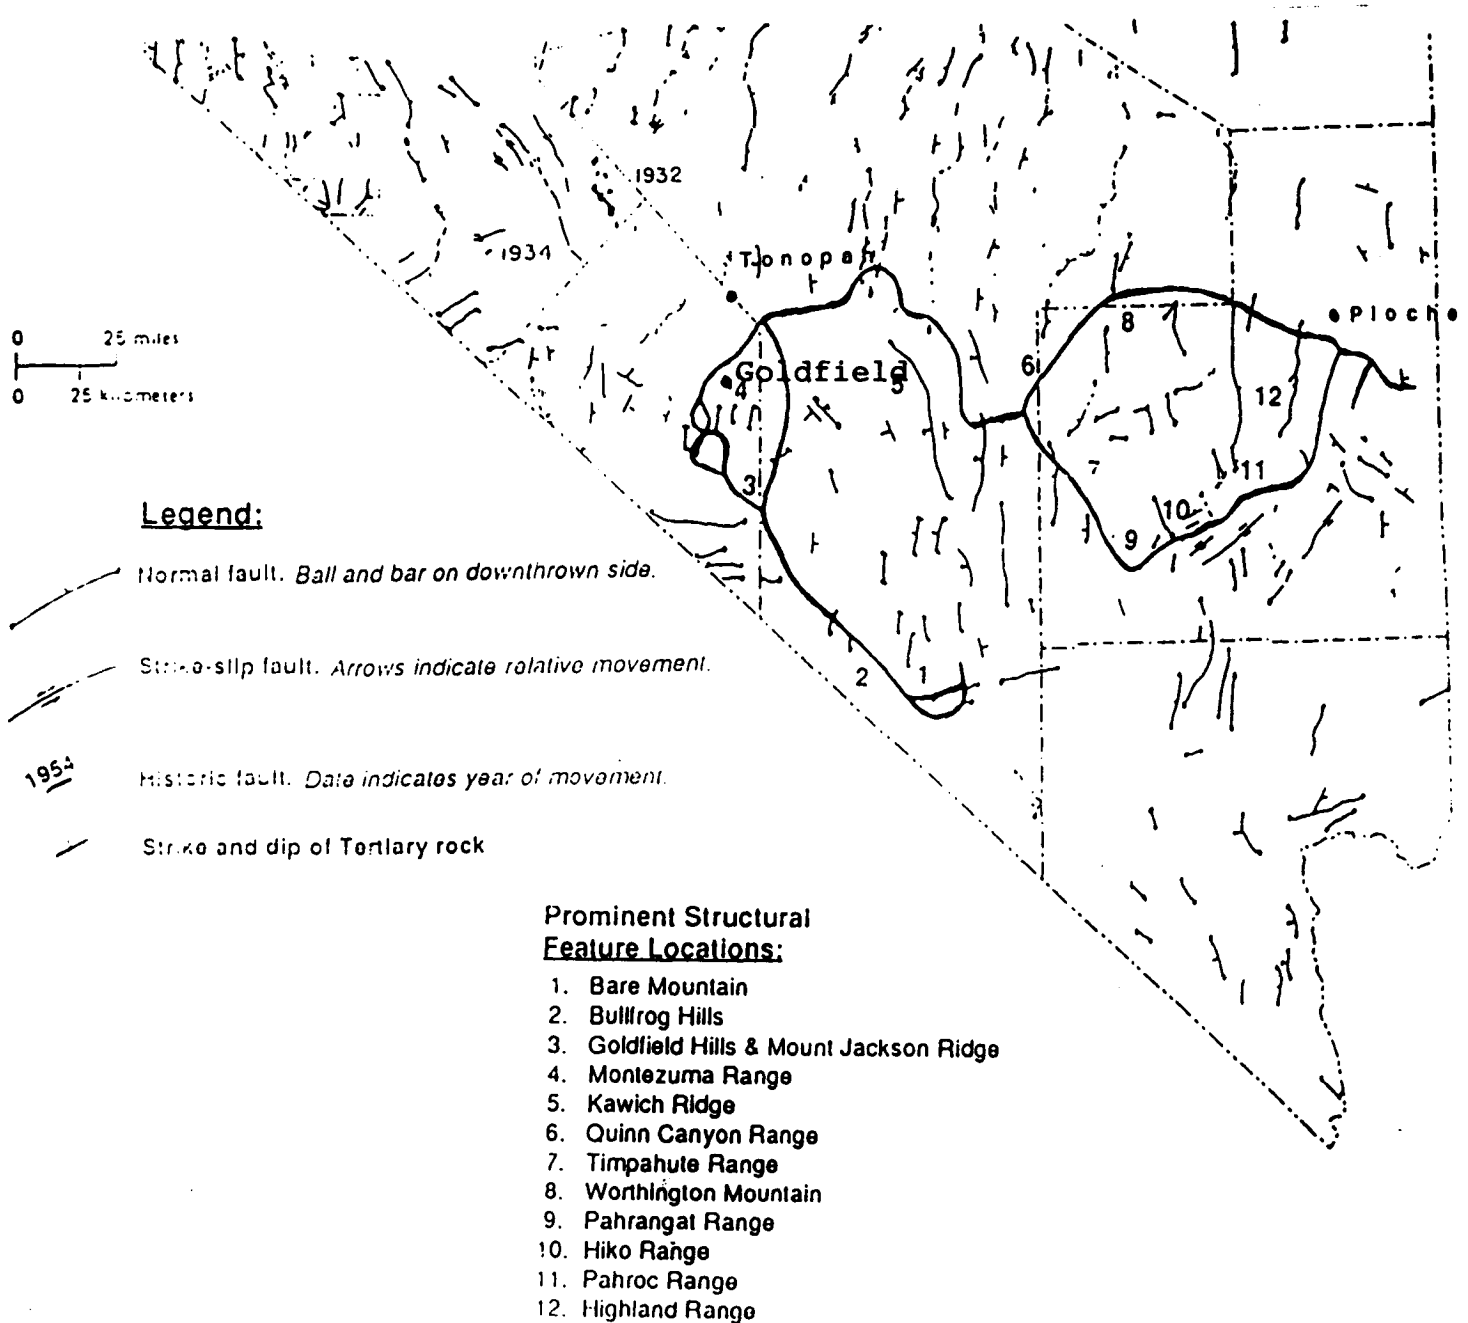 1932
1934
Tonopah
Pioche
0 25 miles
0 25 kilometers
8
6
Goldfield
4
5
12
7
11
3
10
9
2
1
Legend:
Normal fault. Ball and bar on downthrown side.
Strike-slip fault. Arrows indicate relative movement.
1954
Historic fault. Date indicates year of movement.
Strike and dip of Tertiary rock
Prominent Structural
Feature Locations:
1. Bare Mountain
2. Bullfrog Hills
3. Goldfield Hills & Mount Jackson Ridge
4. Montezuma Range
5. Kawich Ridge
6. Quinn Canyon Range
7. Timpahute Range
8. Worthington Mountain
9. Pahrangat Range
10. Hiko Range
11. Pahroc Range
12. Highland Range